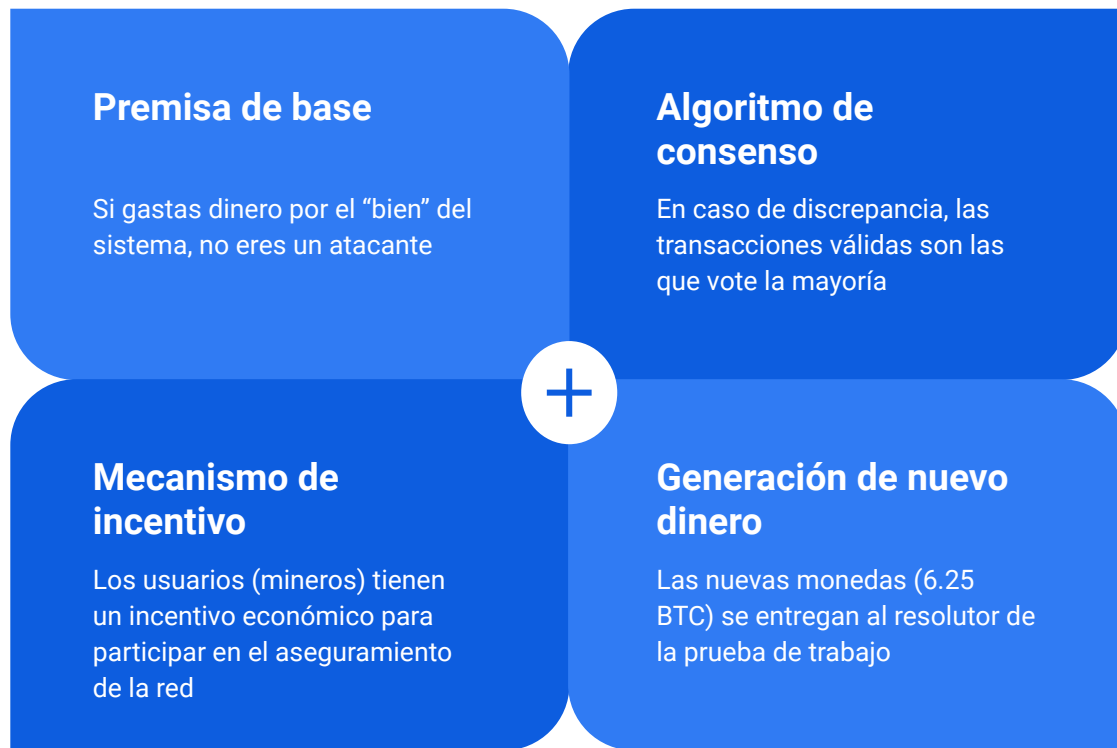 Premisa de base
Si gastas dinero por el “bien” del
sistema, no eres un atacante
Algoritmo de
consenso
En caso de discrepancia, las
transacciones válidas son las
que vote la mayoría
Mecanismo de
incentivo
Los usuarios (mineros) tienen
un incentivo económico para
participar en el aseguramiento
de la red
Generación de nuevo
dinero
Las nuevas monedas (6.25
BTC) se entregan al resolutor de
la prueba de trabajo